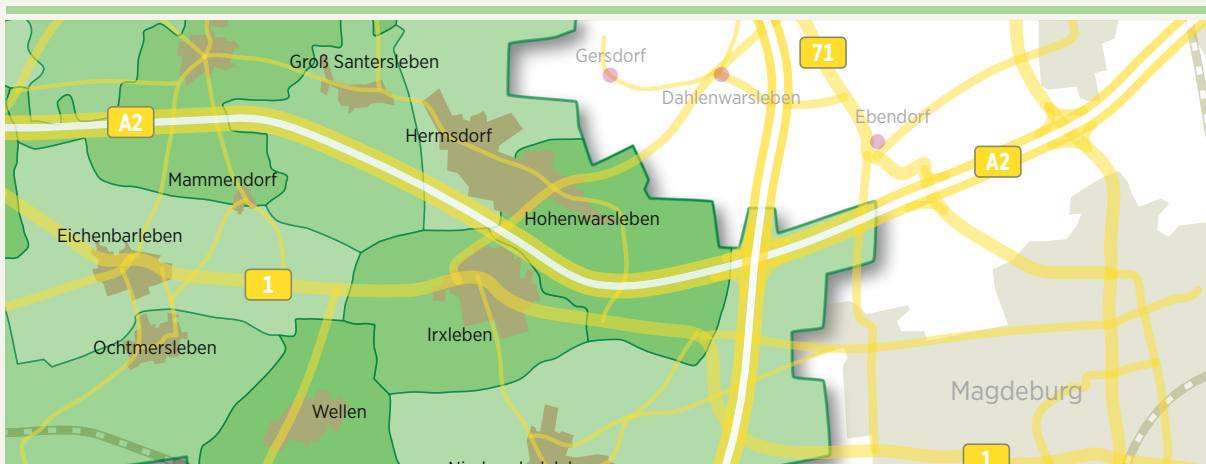 Gersdorf
71
Groß Santersleben
Dahlenwarsleben
A2
Ebendorf
Hermsdorf
A2
Mammendorf
Hohenwarsleben
Eichenbarleben
1
Irxleben
Ochtmersleben
Magdeburg
Wellen
1